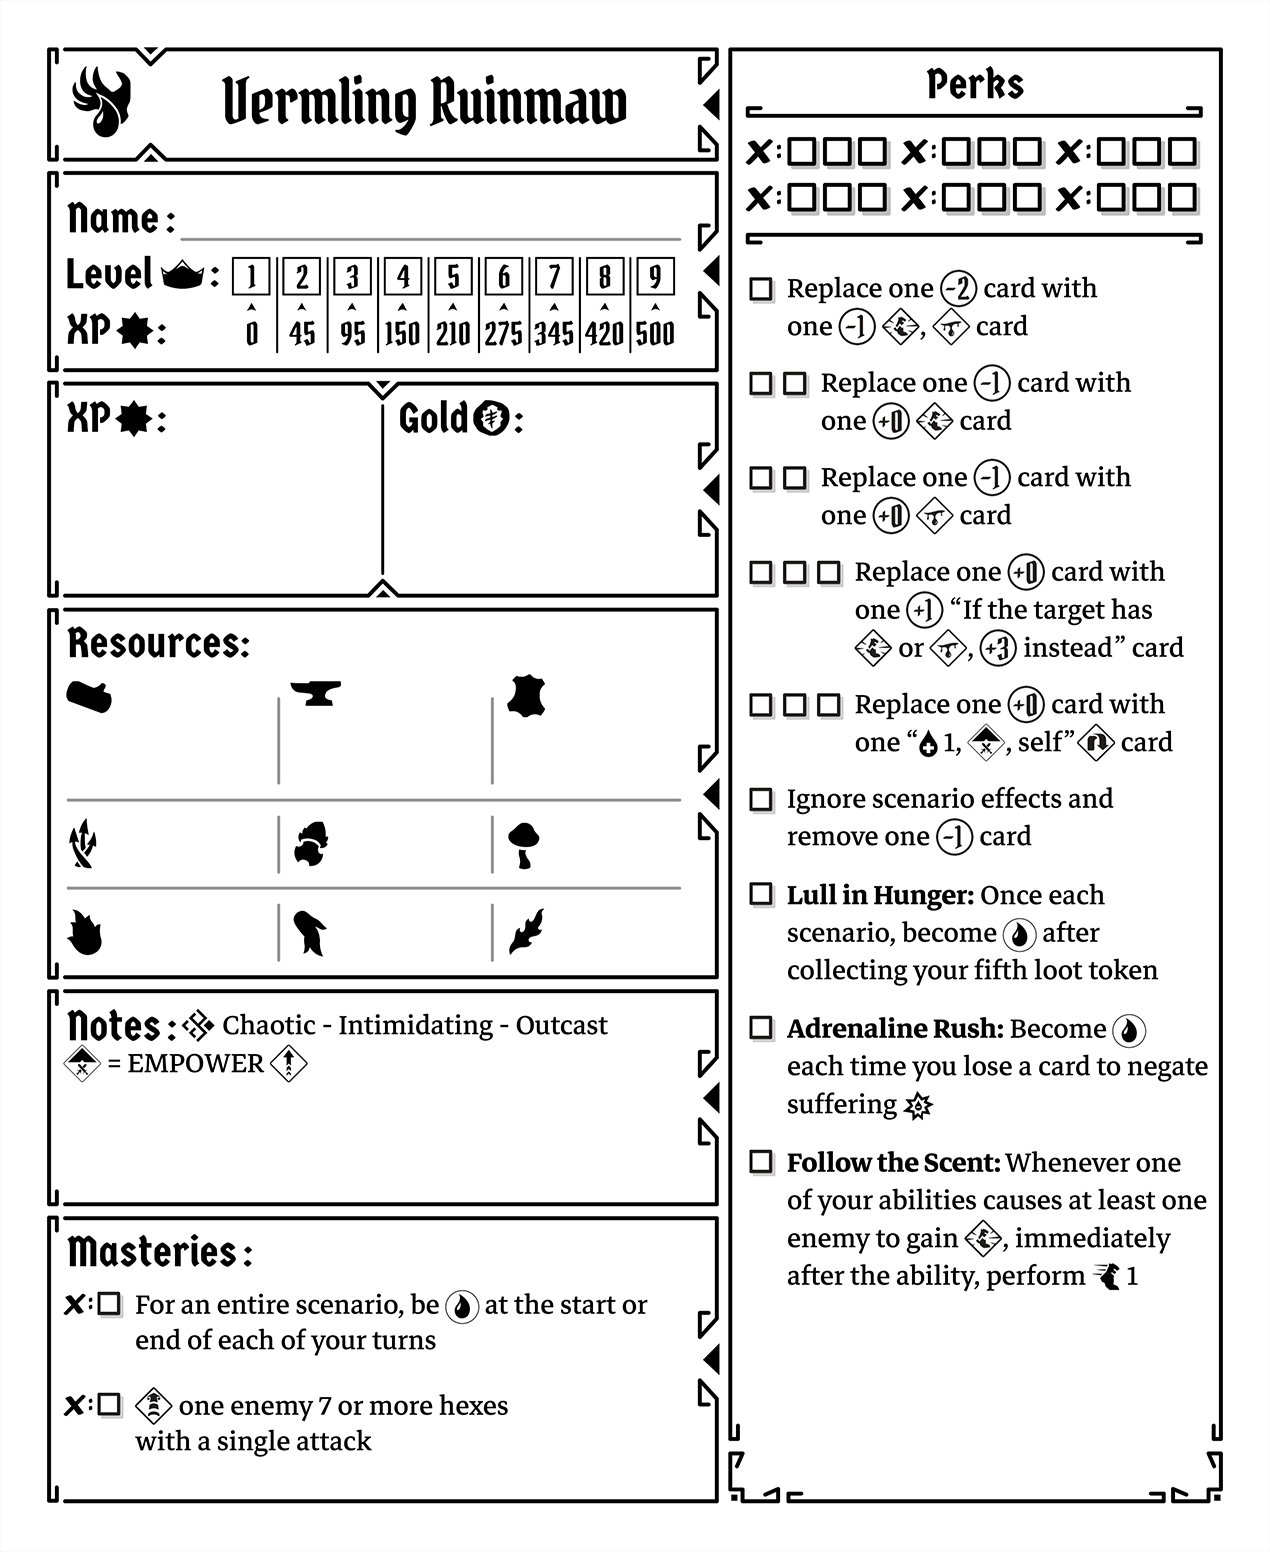 Vermling Ruinmaw
Name:
Level :
1 2 3 4 5 6 7 8 9
XP :
0 45 95 150 210 275 345 420 500
XP :
Gold :
Resources:
Notes: Chaotic - Intimidating - Outcast
= EMPOWER
Masteries:
For an entire scenario, be at the start or
end of each of your turns
one enemy 7 or more hexes
with a single attack
Perks
Replace one -2 card with
one -1 , card
Replace one -1 card with
one +0 card
Replace one -1 card with
one +0 card
Replace one +0 card with
one +1 “If the target has
or , +3 instead” card
Replace one +0 card with
one “ 1, , self” card
Ignore scenario effects and
remove one -1 card
Lull in Hunger: Once each
scenario, become after
collecting your fifth loot token
Adrenaline Rush: Become
each time you lose a card to negate
suffering
Follow the Scent: Whenever one
of your abilities causes at least one
enemy to gain , immediately
after the ability, perform 1